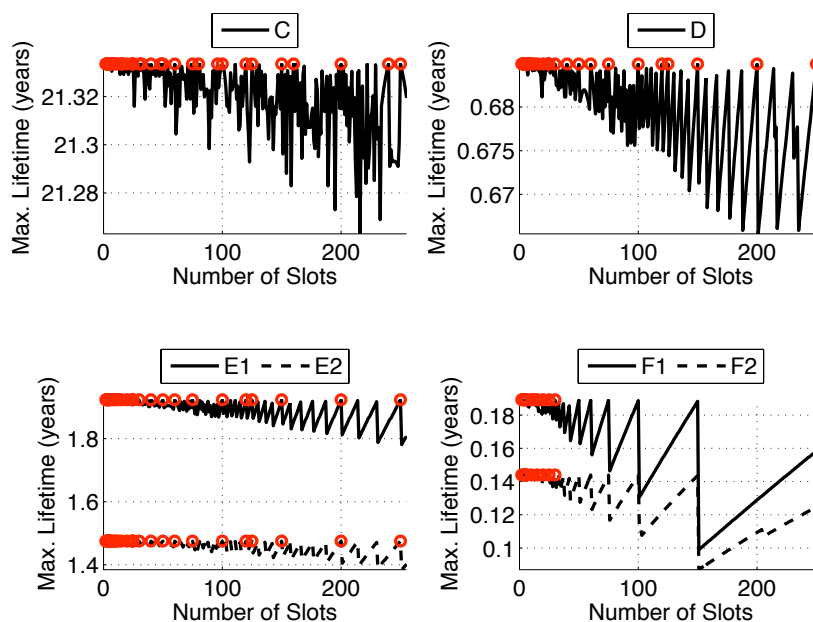 C
Max. Lifetime (years)
21.32
21.3
21.28
0
100
200
Number of Slots
D
Max. Lifetime (years)
0.68
0.675
0.67
0
100
200
Number of Slots
E1 E2
Max. Lifetime (years)
1.8
1.6
1.4
0
100
200
Number of Slots
F1 F2
Max. Lifetime (years)
0.18
0.16
0.14
0.12
0.1
0
100
200
Number of Slots